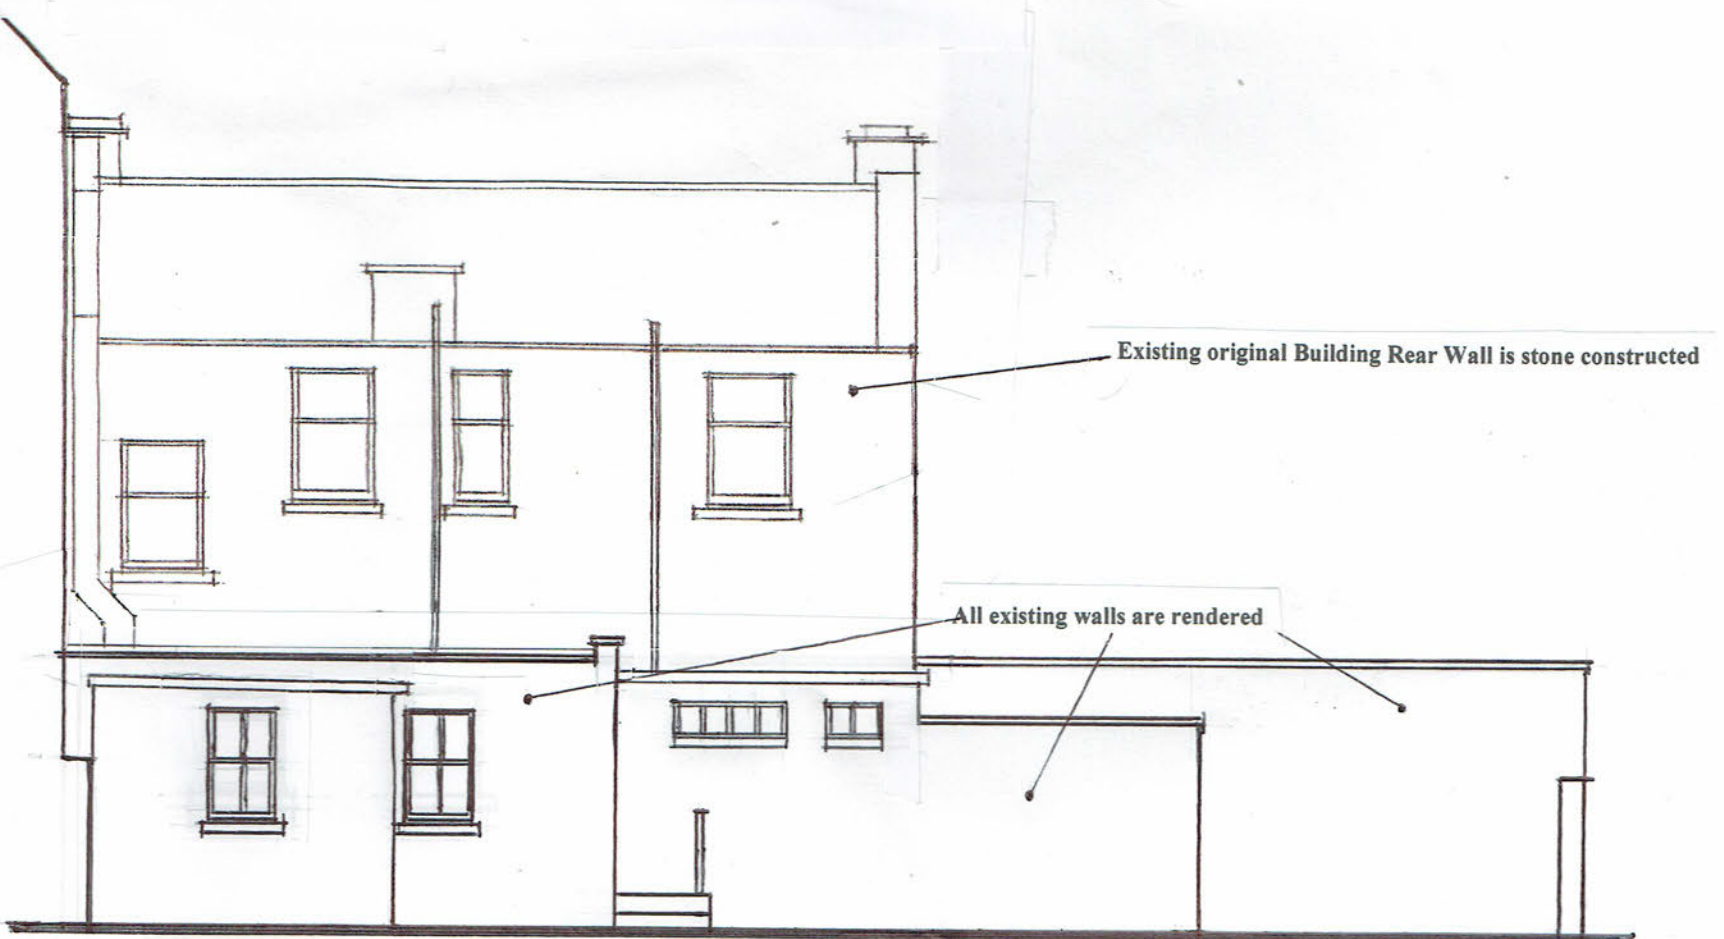 Existing original Building Rear Wall is stone constructed
All existing walls are rendered